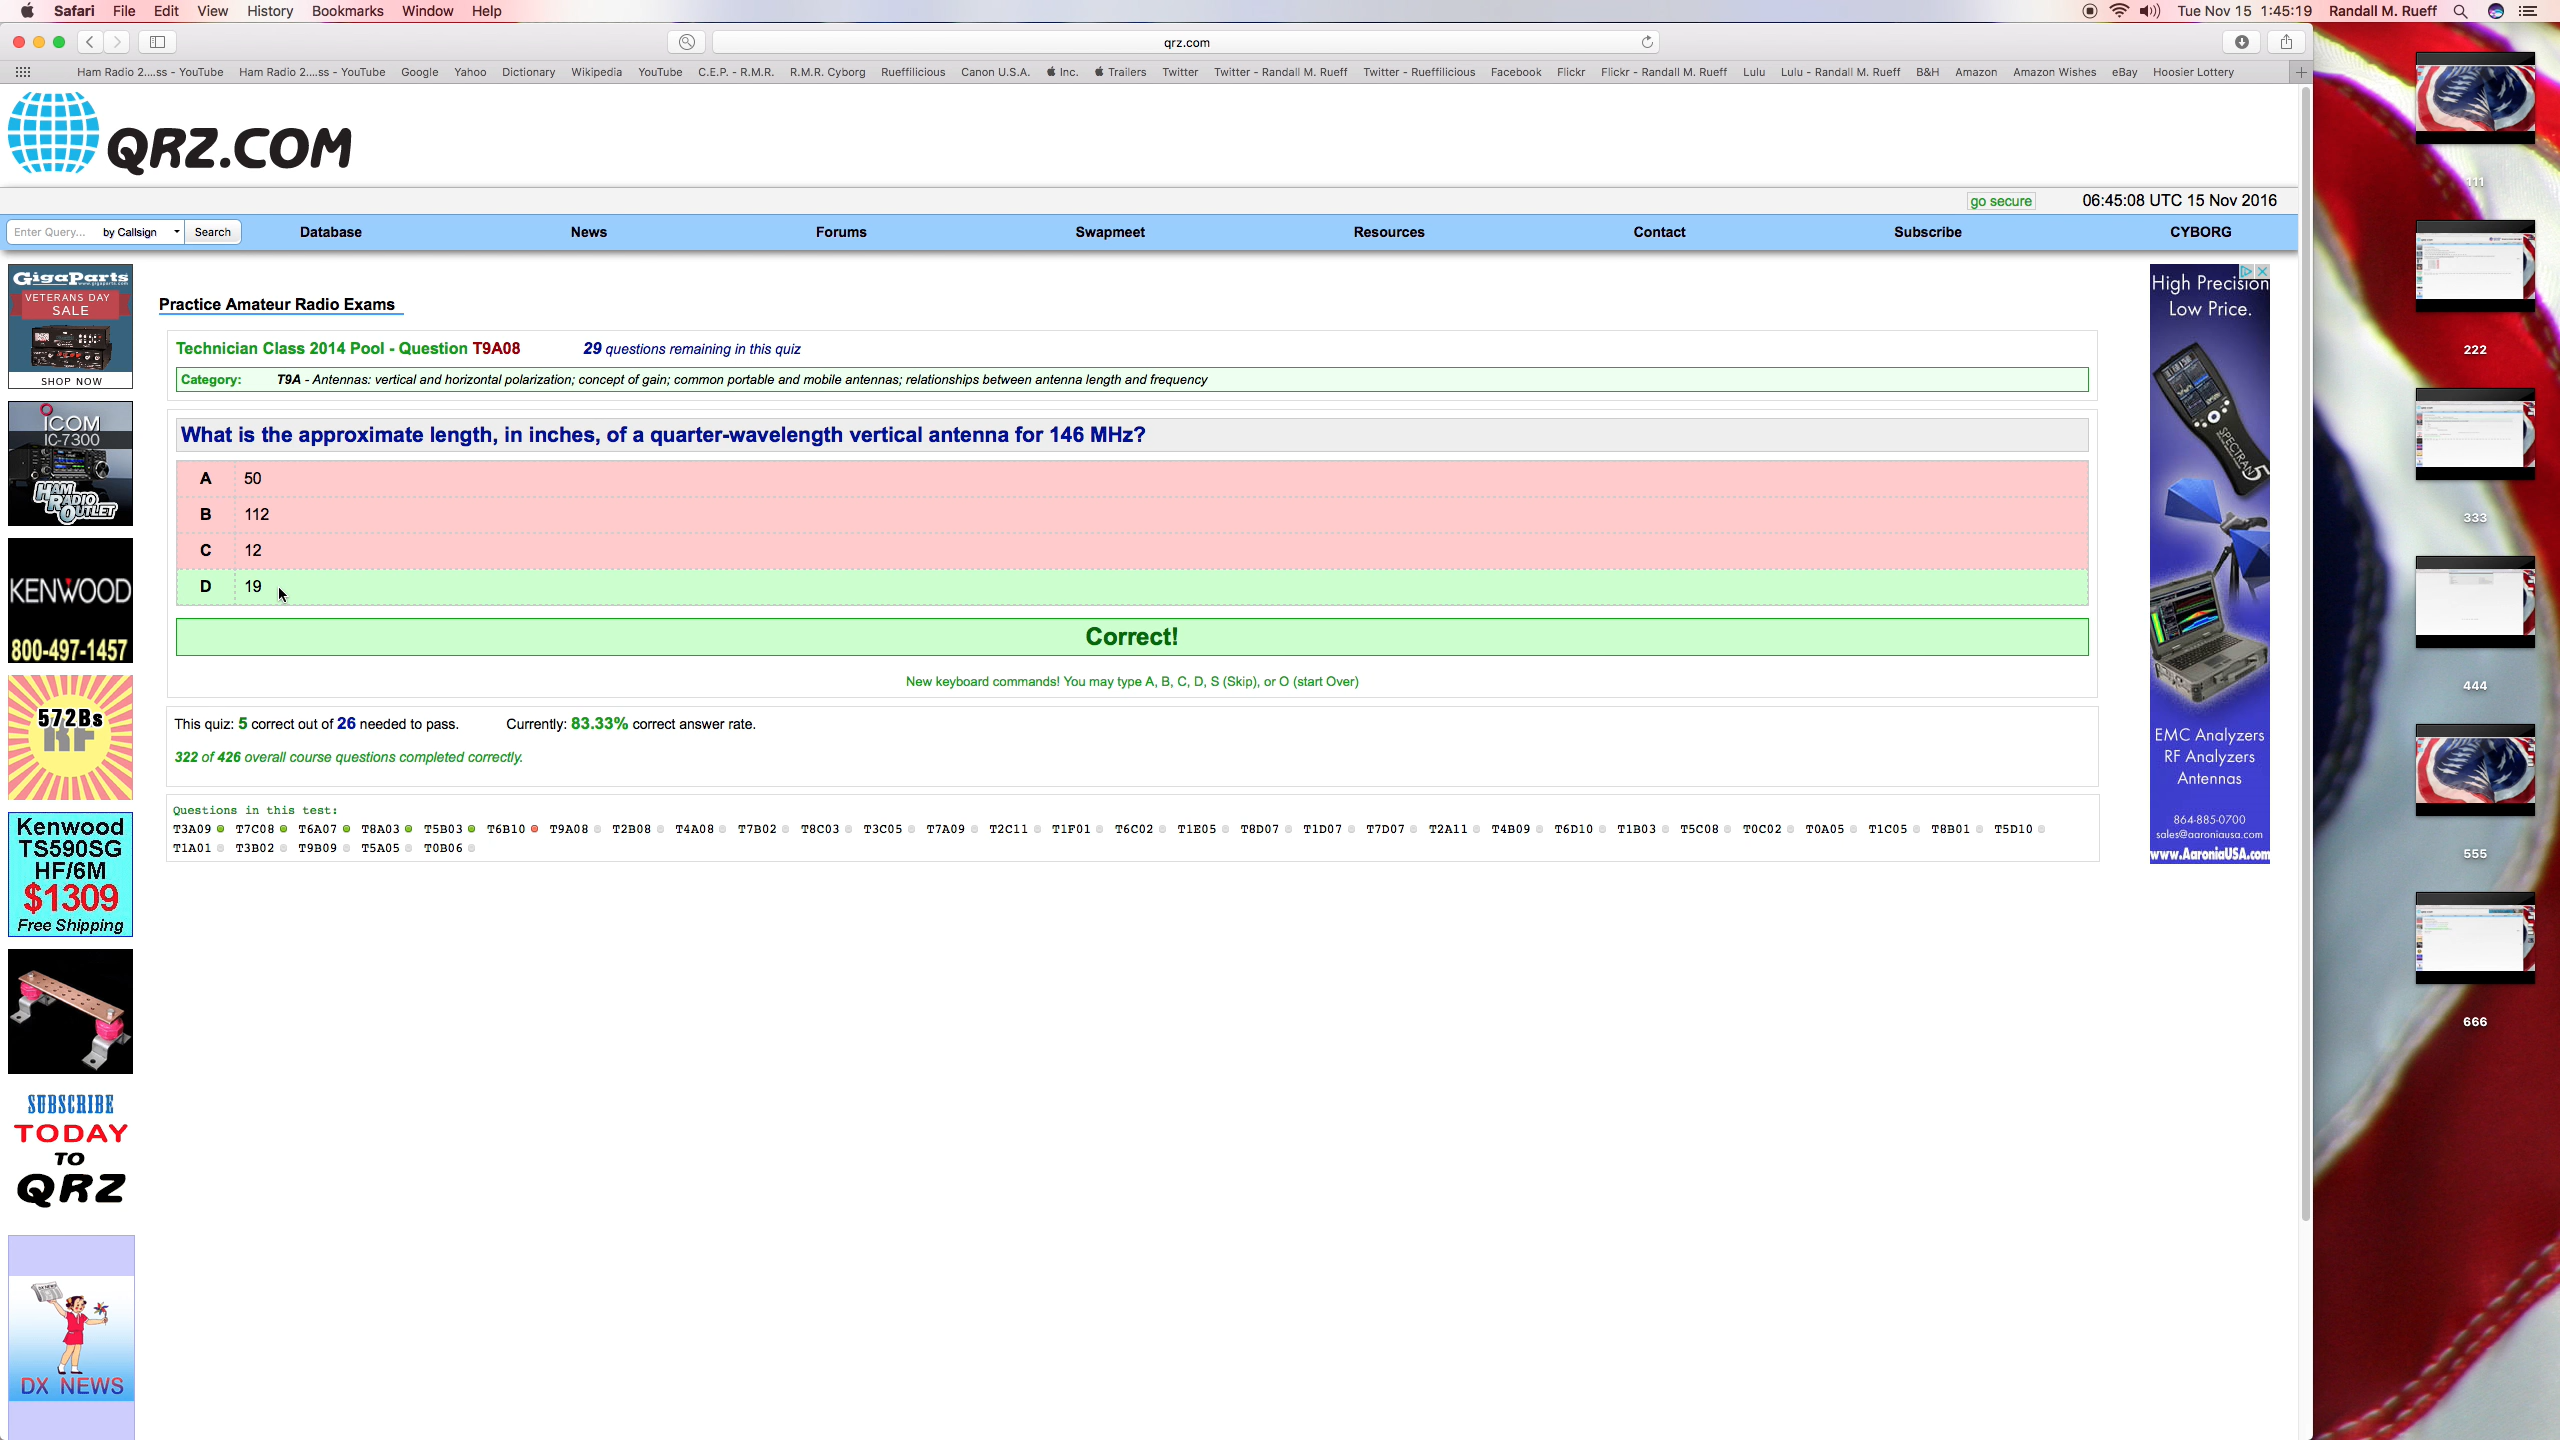 Safari File Edit View History Bookmarks Window Help
Tue Nov 15 1:45:19 Randall M. Rueff
qrz.com
Ham Radio 2....ss - YouTube Ham Radio 2....ss - YouTube Google Yahoo Dictionary Wikipedia YouTube C.E.P. - R.M.R. R.M.R. Cyborg Rueffilicious Canon U.S.A. Inc. Trailers Twitter Twitter - Randall M. Rueff Twitter - Rueffilicious Facebook Flickr Flickr - Randall M. Rueff Lulu Lulu - Randall M. Rueff B&H Amazon Amazon Wishes eBay Hoosier Lottery
QRZ.COM
go secure 06:45:08 UTC 15 Nov 2016
Enter Query... by Callsign Search Database News Forums Swapmeet Resources Contact Subscribe CYBORG
GigaParts
www.gigaparts.com
VETERANS DAY
SALE
SHOP NOW
ICOM
IC-7300
HAM
RADIO
OUTLET
KENWOOD
800-497-1457
572Bs
RF
Kenwood
TS590SG
HF/6M
$1309
Free Shipping
SUBSCRIBE
TODAY
TO
QRZ
DX NEWS
Practice Amateur Radio Exams
Technician Class 2014 Pool - Question T9A08 29 questions remaining in this quiz
Category: T9A - Antennas: vertical and horizontal polarization; concept of gain; common portable and mobile antennas; relationships between antenna length and frequency
What is the approximate length, in inches, of a quarter-wavelength vertical antenna for 146 MHz?
A 50
B 112
C 12
D 19
Correct!
New keyboard commands! You may type A, B, C, D, S (Skip), or O (start Over)
This quiz: 5 correct out of 26 needed to pass. Currently: 83.33% correct answer rate.
322 of 426 overall course questions completed correctly.
Questions in this test:
T3A09 T7C08 T6A07 T8A03 T5B03 T6B10 T9A08 T2B08 T4A08 T7B02 T8C03 T3C05 T7A09 T2C11 T1F01 T6C02 T1E05 T8D07 T1D07 T7D07 T2A11 T4B09 T6D10 T1B03 T5C08 T0C02 T0A05 T1C05 T8B01 T5D10
T1A01 T3B02 T9B09 T5A05 T0B06
High Precision
Low Price.
SPECTRAN 5
EMC Analyzers
RF Analyzers
Antennas
864-885-0700
sales@aaroniausa.com
www.AaroniaUSA.com
111
222
333
444
555
666